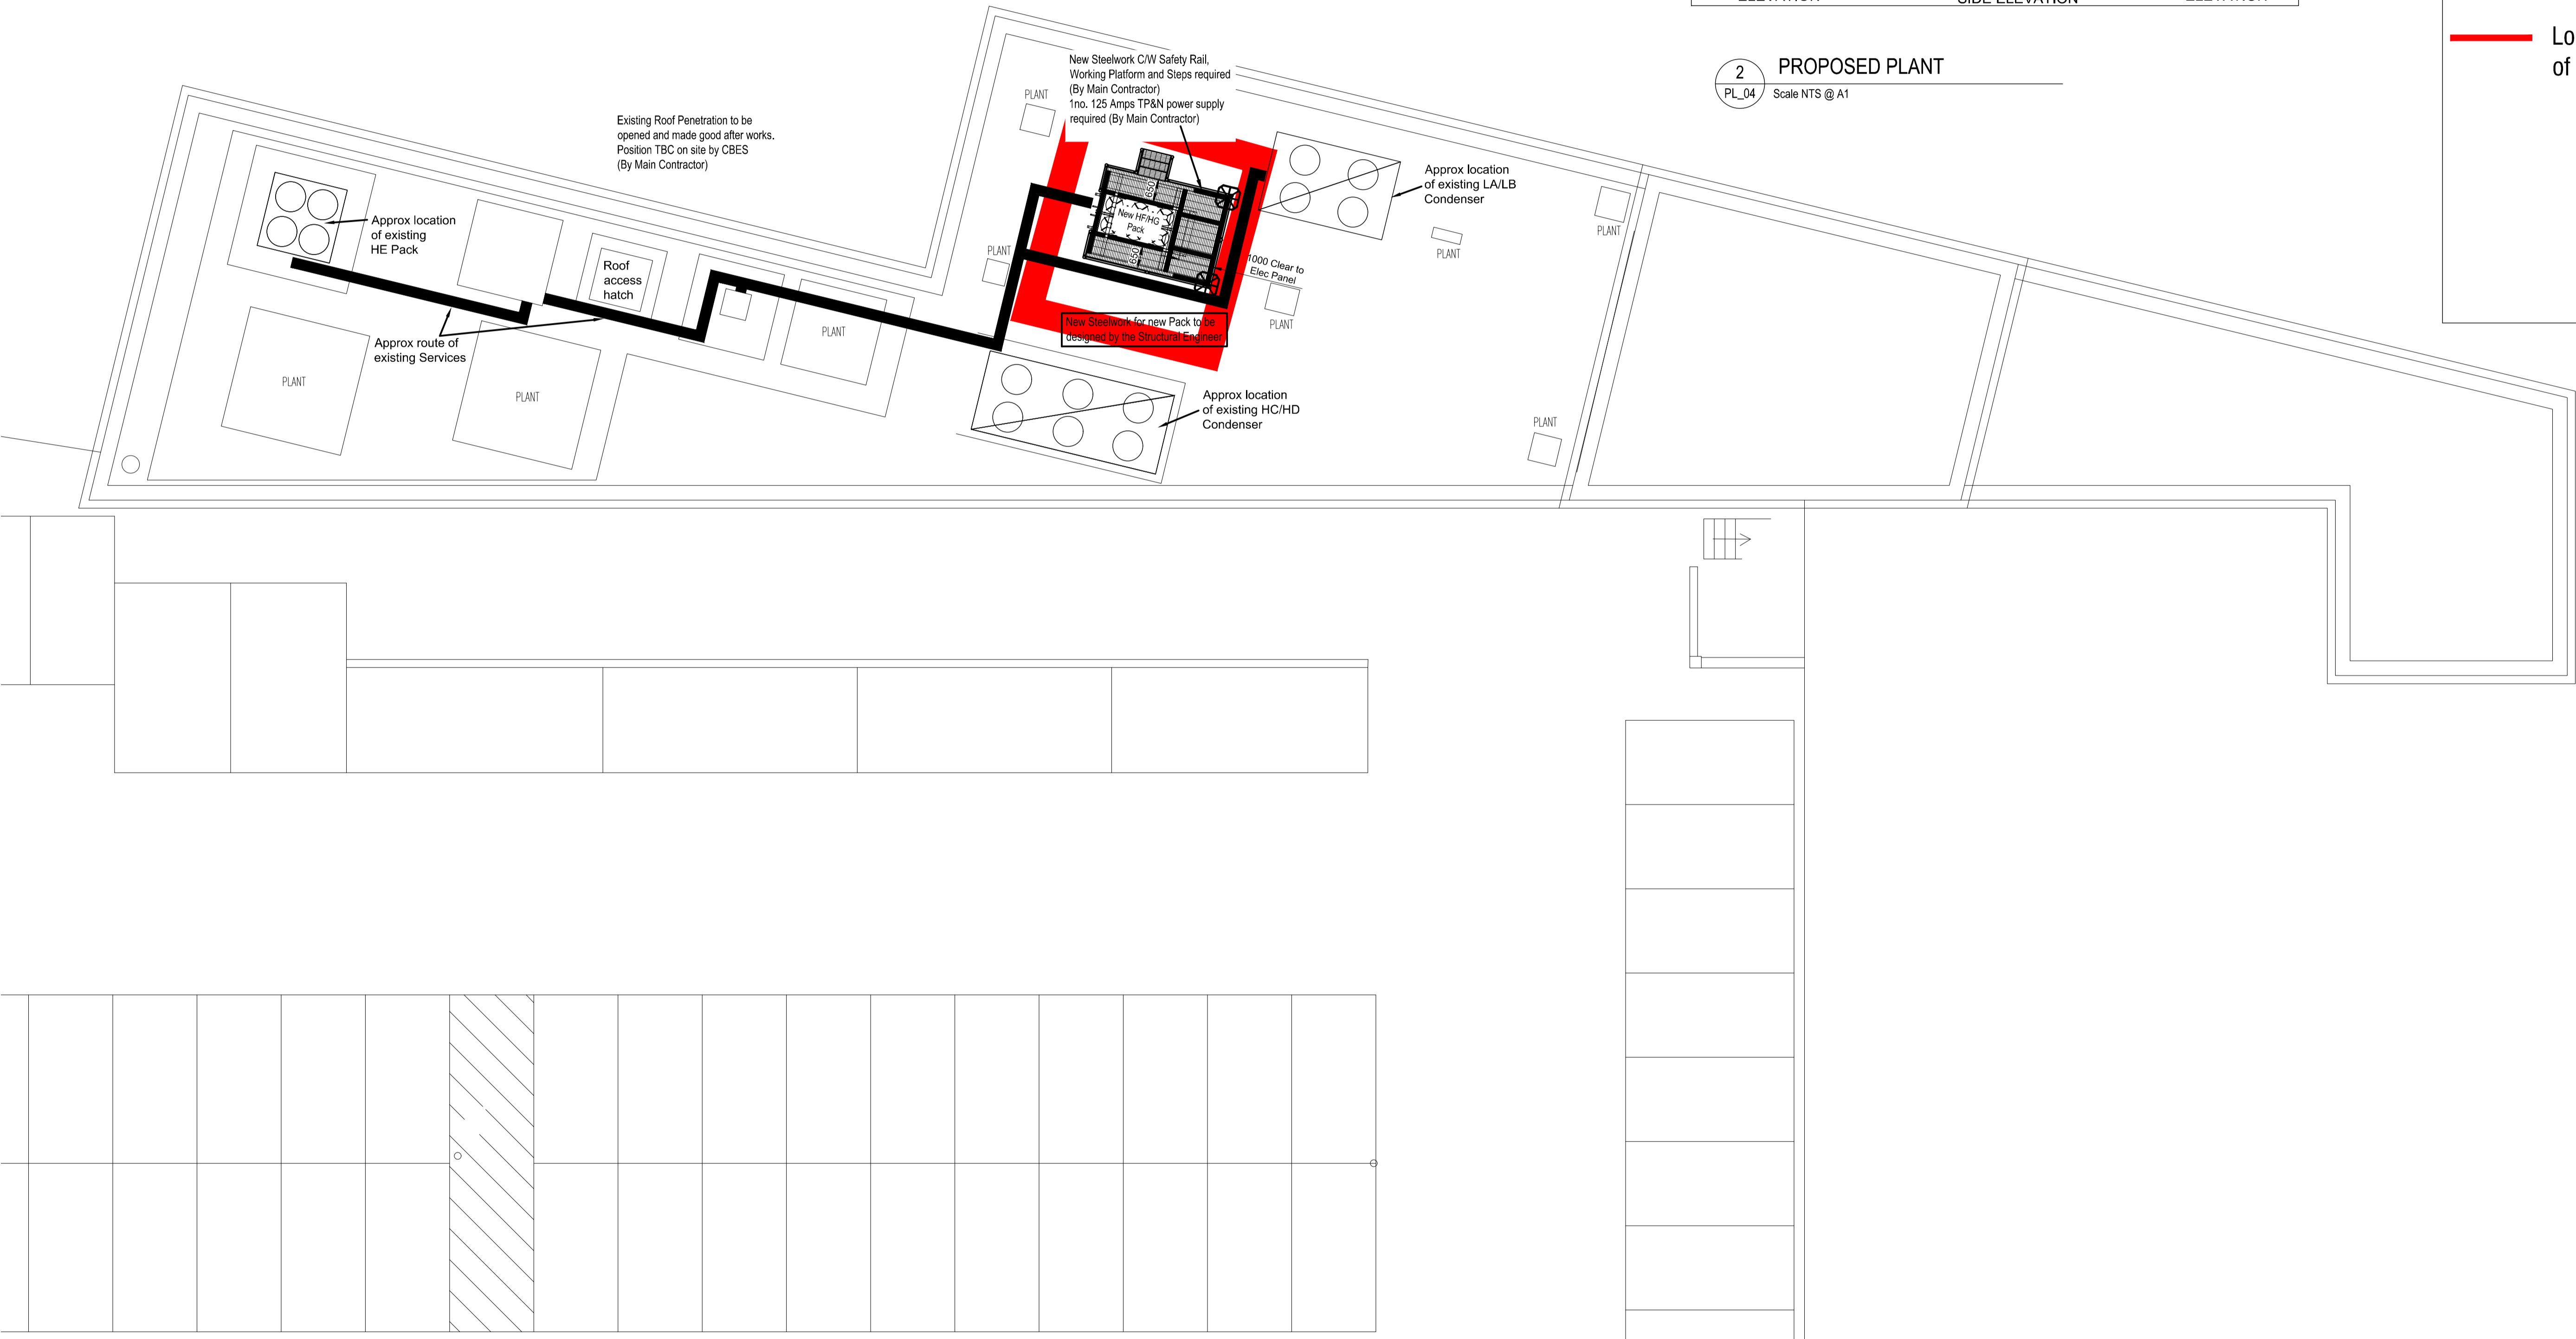 SIDE ELEVATION
Lo
of
2
PL_04
PROPOSED PLANT
Scale NTS @ A1
New Steelwork C/W Safety Rail,
Working Platform and Steps required
(By Main Contractor)
1no. 125 Amps TP&N power supply
required (By Main Contractor)
PLANT
Existing Roof Penetration to be
opened and made good after works.
Position TBC on site by CBES
(By Main Contractor)
Approx location
of existing LA/LB
Condenser
650
New HF/HG
Pack
650
Approx location
of existing
HE Pack
PLANT
PLANT
PLANT
Roof
access
hatch
1000 Clear to
Elec Panel
PLANT
New Steelwork for new Pack to be
designed by the Structural Engineer
PLANT
Approx route of
existing Services
PLANT
PLANT
Approx location
of existing HC/HD
Condenser
PLANT